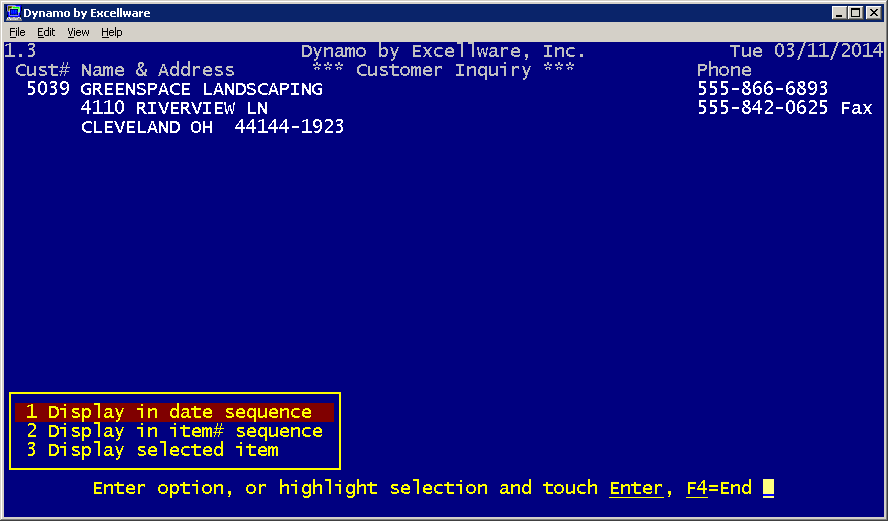 Dynamo by Excellware
File Edit View Help
1.3 Dynamo by Excellware, Inc. Tue 03/11/2014
Cust# Name & Address *** Customer Inquiry *** Phone
5039 GREENSPACE LANDSCAPING 555-866-6893
4110 RIVERVIEW LN 555-842-0625 Fax
CLEVELAND OH 44144-1923
1 Display in date sequence
2 Display in item# sequence
3 Display selected item
Enter option, or highlight selection and touch Enter, F4=End